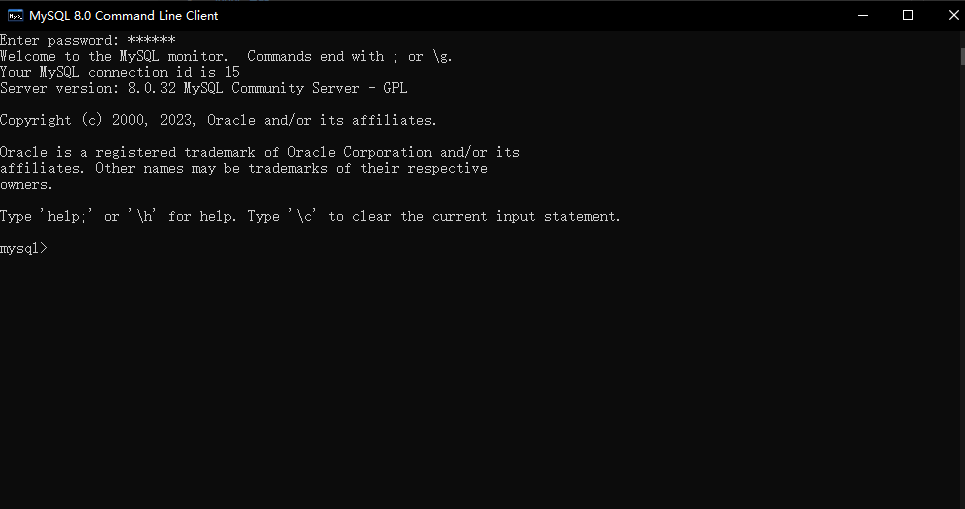 MySQL 8.0 Command Line Client
Enter password: ******
Welcome to the MySQL monitor.  Commands end with ; or \g.
Your MySQL connection id is 15
Server version: 8.0.32 MySQL Community Server - GPL
Copyright (c) 2000, 2023, Oracle and/or its affiliates.
Oracle is a registered trademark of Oracle Corporation and/or its
affiliates. Other names may be trademarks of their respective
owners.
Type 'help;' or '\h' for help. Type '\c' to clear the current input statement.
mysql>